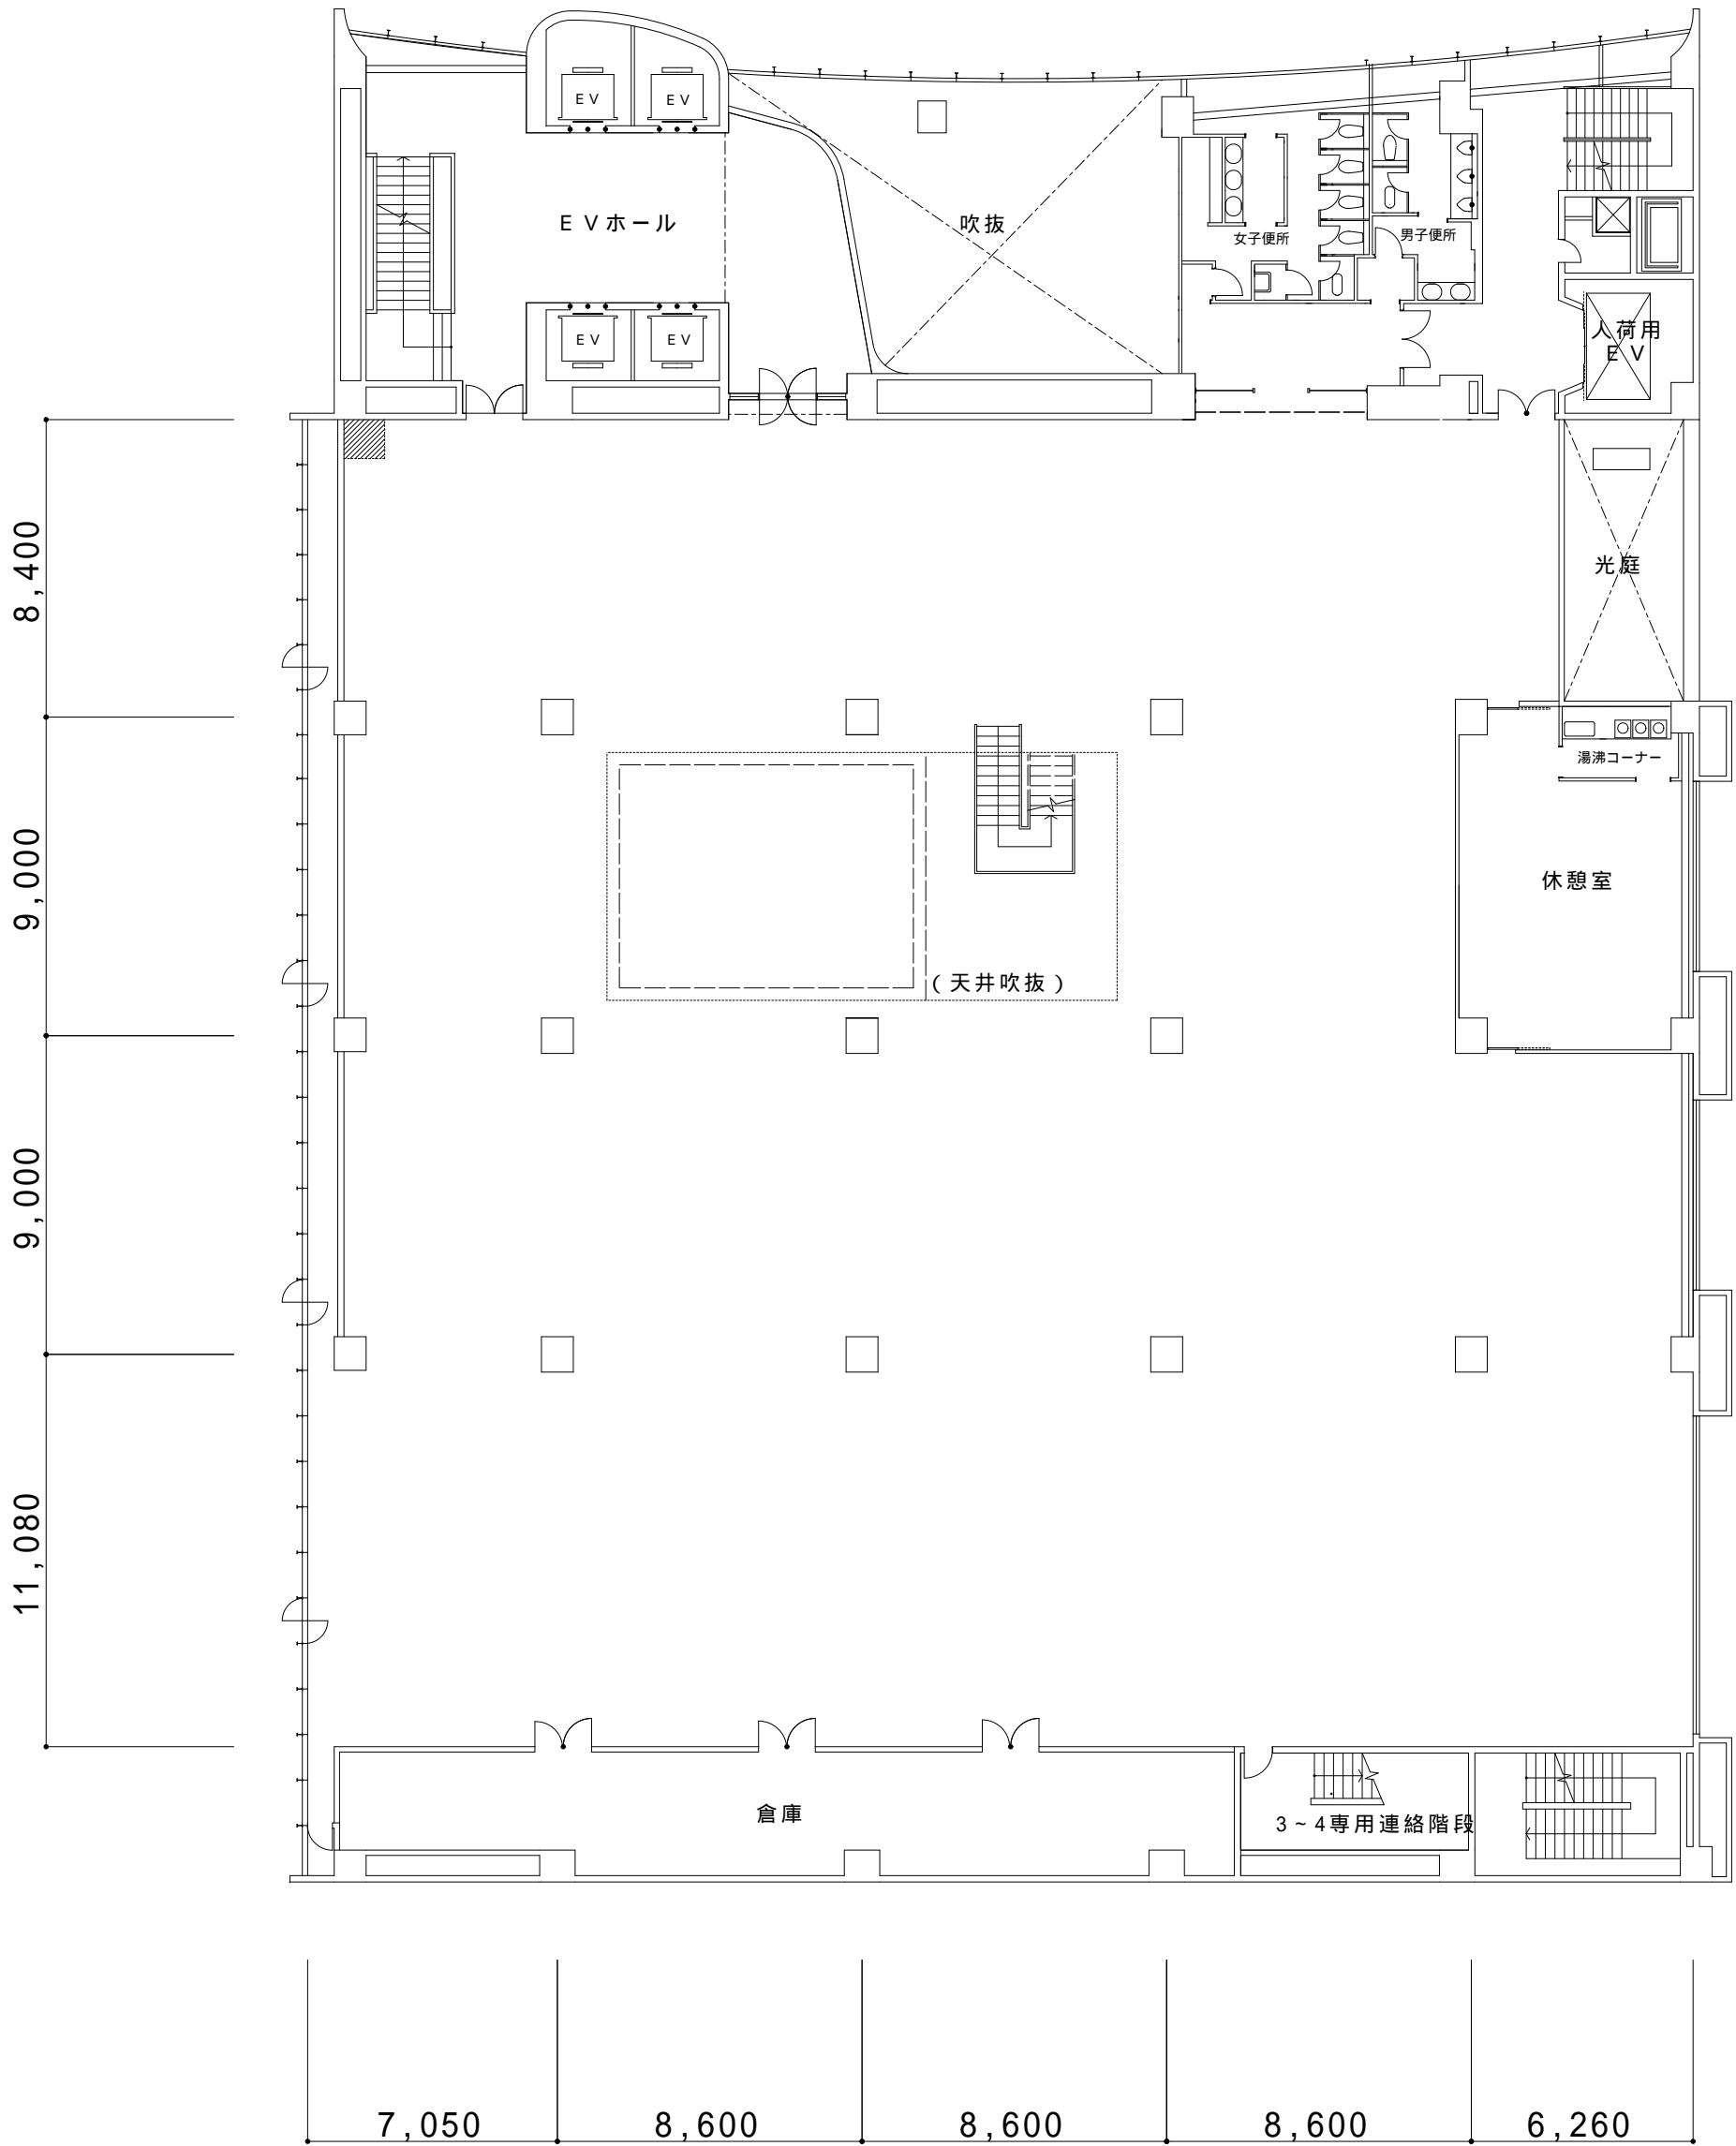 ＥＶ
ＥＶ
ＥＶホール
吹抜
女子便所
男子便所
ＥＶ
ＥＶ
人荷用
ＥＶ
8,400
光庭
湯沸コーナー
9,000
休憩室
（天井吹抜）
9,000
11,080
倉庫
3~4専用連絡階段
7,050
8,600
8,600
8,600
6,260